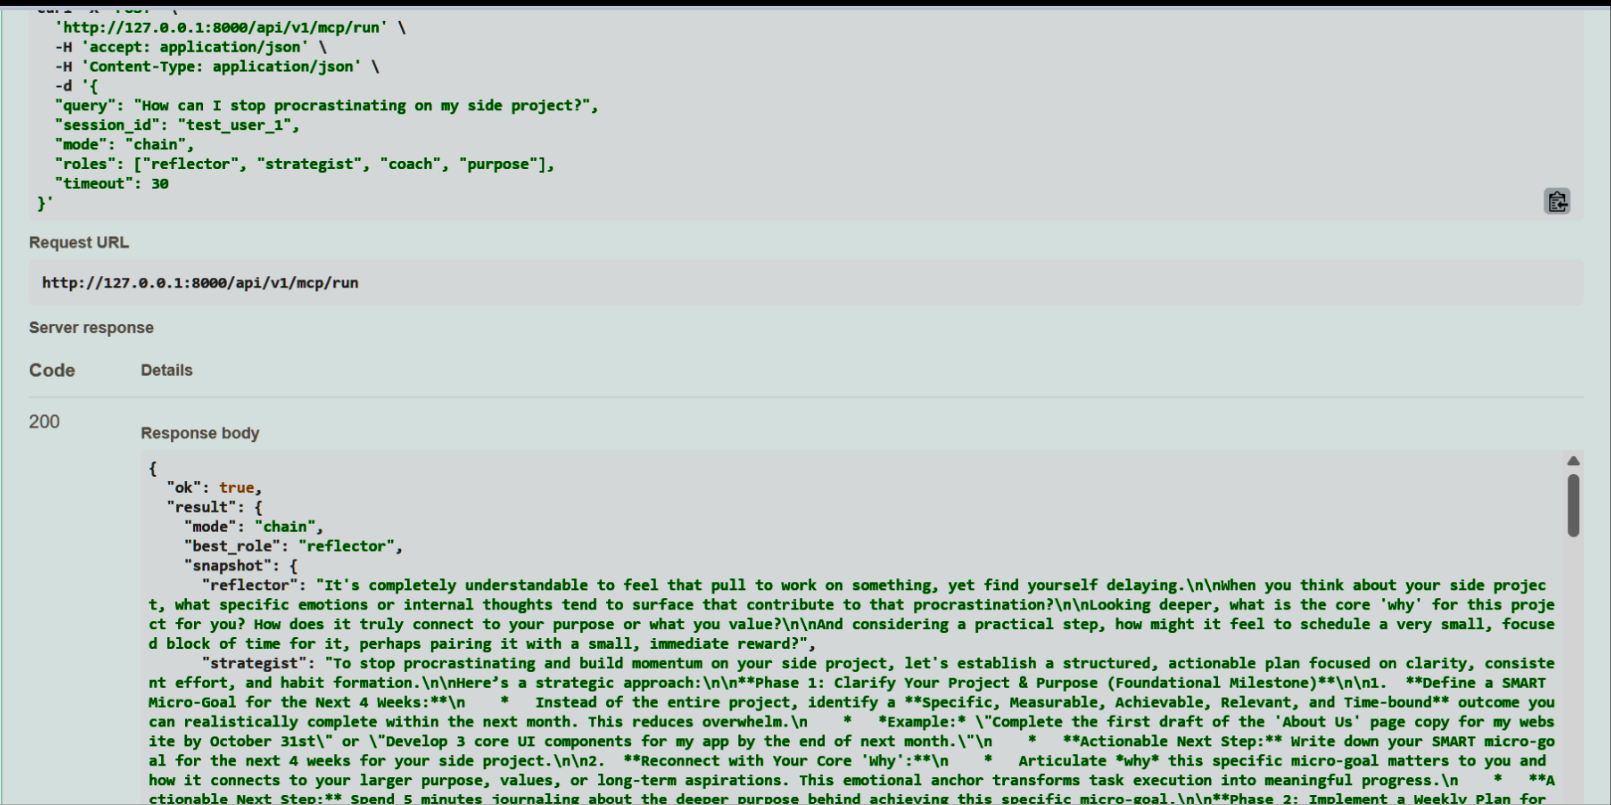 curl -X 'POST' \
'http://127.0.0.1:8000/api/v1/mcp/run' \
-H 'accept: application/json' \
-H 'Content-Type: application/json' \
-d '{
"query": "How can I stop procrastinating on my side project?",
"session_id": "test_user_1",
"mode": "chain",
"roles": ["reflector", "strategist", "coach", "purpose"],
"timeout": 30
}'
Request URL
http://127.0.0.1:8000/api/v1/mcp/run
Server response
Code Details
200
Response body
{
"ok": true,
"result": {
"mode": "chain",
"best_role": "reflector",
"snapshot": {
"reflector": "It's completely understandable to feel that pull to work on something, yet find yourself delaying.\n\nWhen you think about your side projec
t, what specific emotions or internal thoughts tend to surface that contribute to that procrastination?\n\nLooking deeper, what is the core 'why' for this proje
ct for you? How does it truly connect to your purpose or what you value?\n\nAnd considering a practical step, how might it feel to schedule a very small, focuse
d block of time for it, perhaps pairing it with a small, immediate reward?",
"strategist": "To stop procrastinating and build momentum on your side project, let's establish a structured, actionable plan focused on clarity, consiste
nt effort, and habit formation.\n\nHere's a strategic approach:\n\n**Phase 1: Clarify Your Project & Purpose (Foundational Milestone)**\n\n1.  **Define a SMART
Micro-Goal for the Next 4 Weeks:**\n    *   Instead of the entire project, identify a **Specific, Measurable, Achievable, Relevant, and Time-bound** outcome you
can realistically complete within the next month. This reduces overwhelm.\n    *   *Example:* \"Complete the first draft of the 'About Us' page copy for my webs
ite by October 31st\" or \"Develop 3 core UI components for my app by the end of next month.\"\n    *   **Actionable Next Step:** Write down your SMART micro-go
al for the next 4 weeks for your side project.\n\n2.  **Reconnect with Your Core 'Why':**\n    *   Articulate *why* this specific micro-goal matters to you and
how it connects to your larger purpose, values, or long-term aspirations. This emotional anchor transforms task execution into meaningful progress.\n    *   **A
ctionable Next Step:** Spend 5 minutes journaling about the deeper purpose behind achieving this specific micro-goal.\n\n**Phase 2: Implement a Weekly Plan for